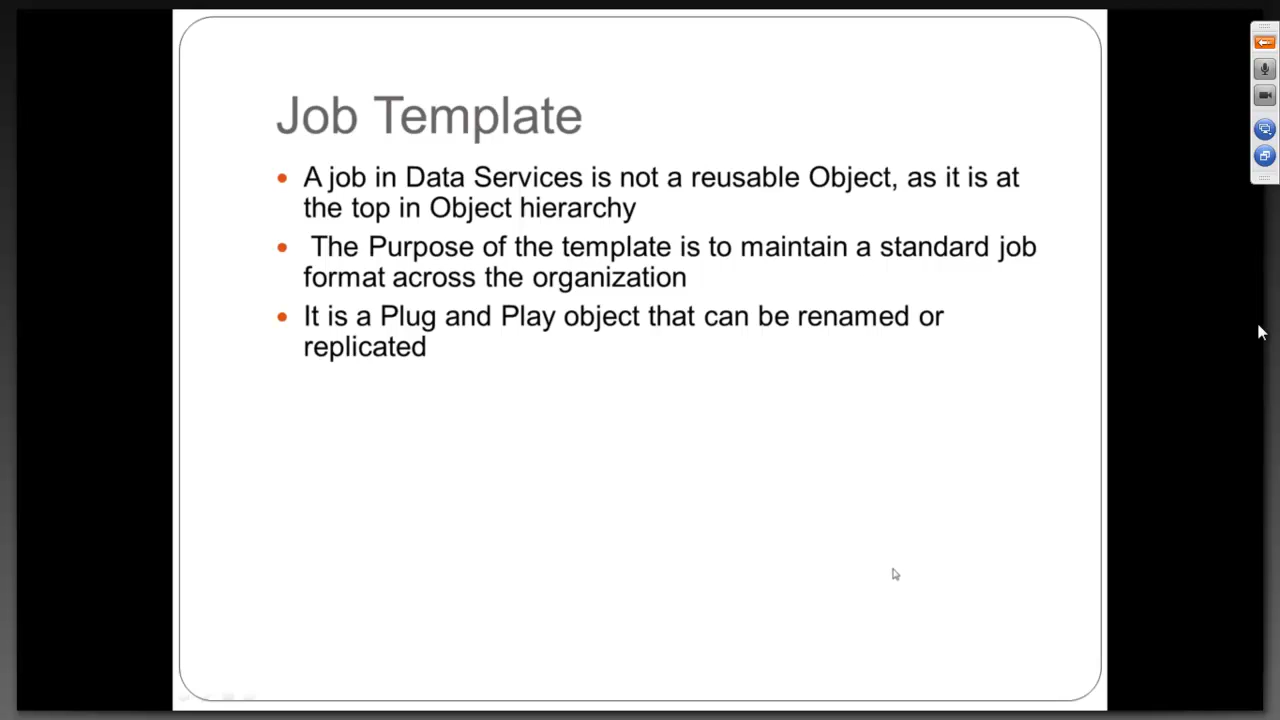 Job Template
• A job in Data Services is not a reusable Object, as it is at
the top in Object hierarchy
• The Purpose of the template is to maintain a standard job
format across the organization
• It is a Plug and Play object that can be renamed or
replicated